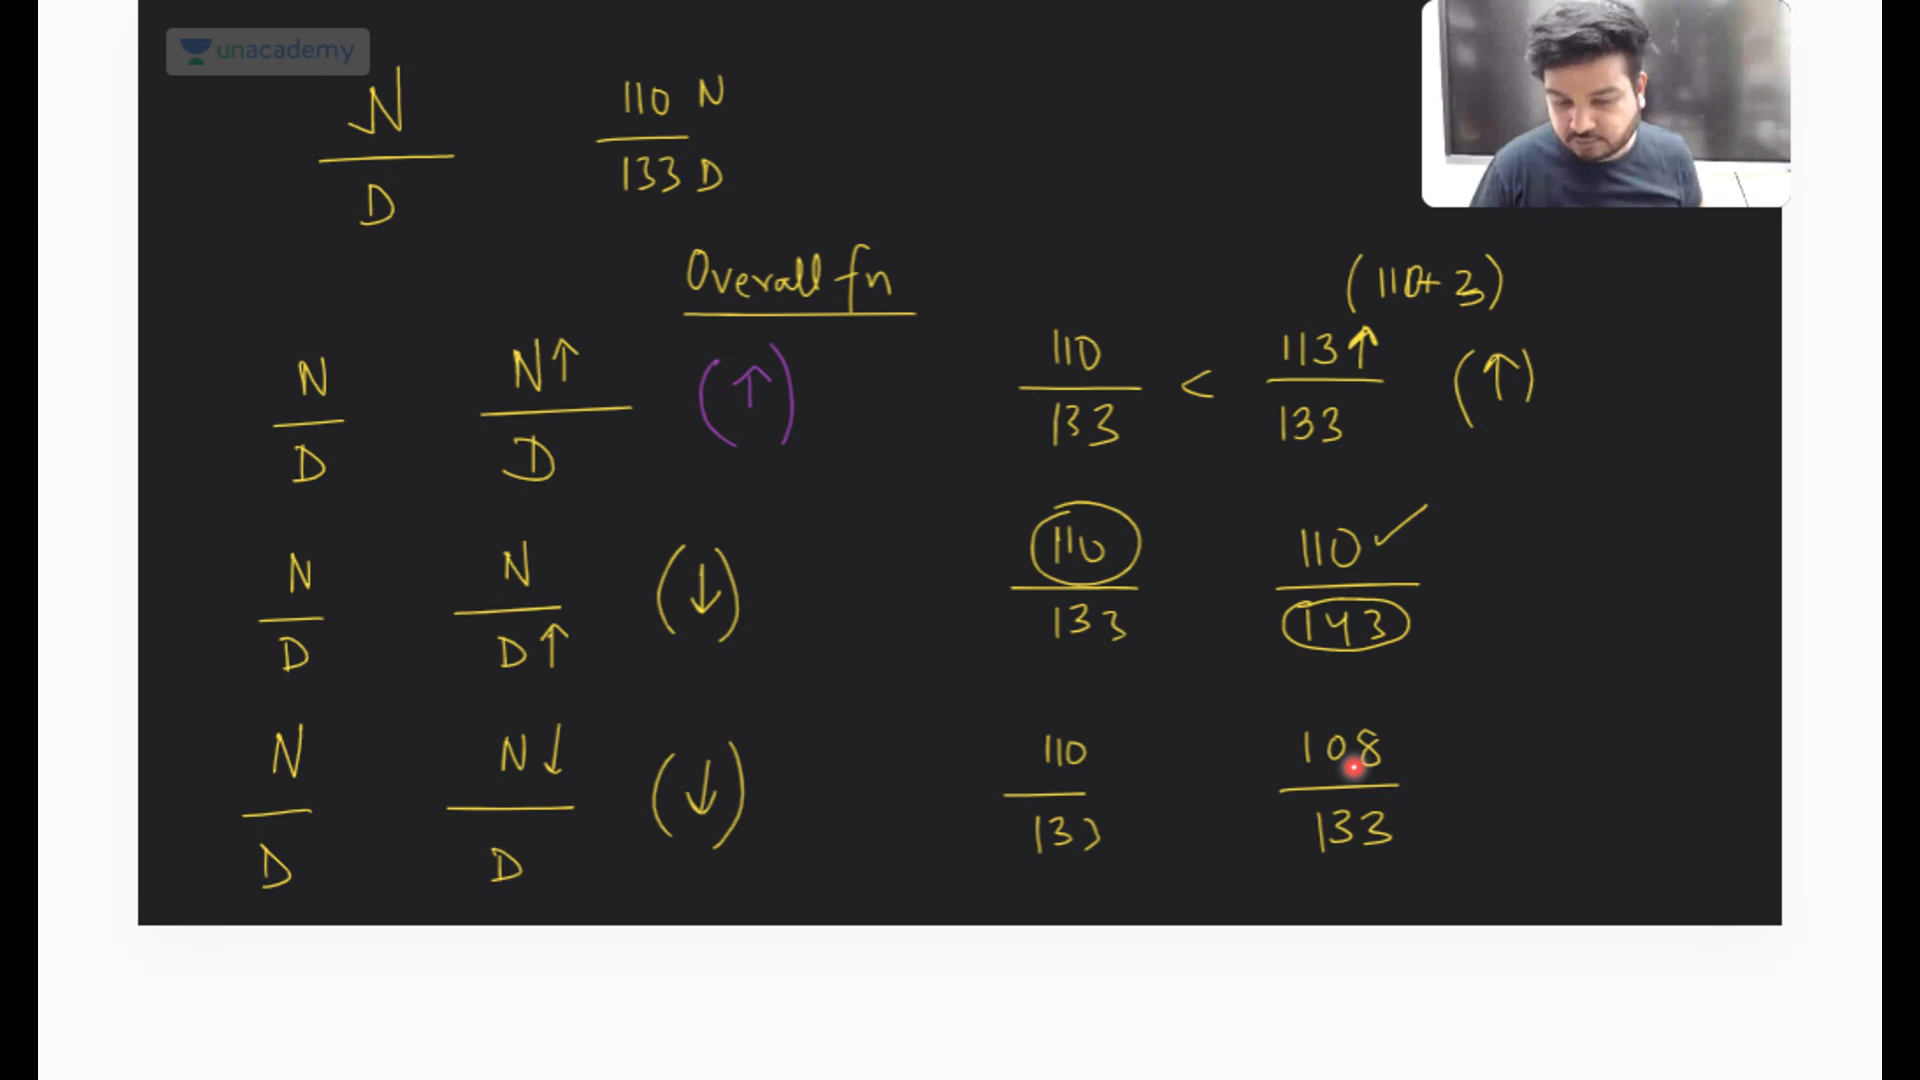 unacademy
N 110 N
D 133 D
Overall fn
(110+ 3)
N N↑ (↑) 110 < 113↑ (↑)
D D 133 133
N N (↓) 110 110 ✓
D D↑ 133 143
N N↓ (↓) 110 108
D D 133 133